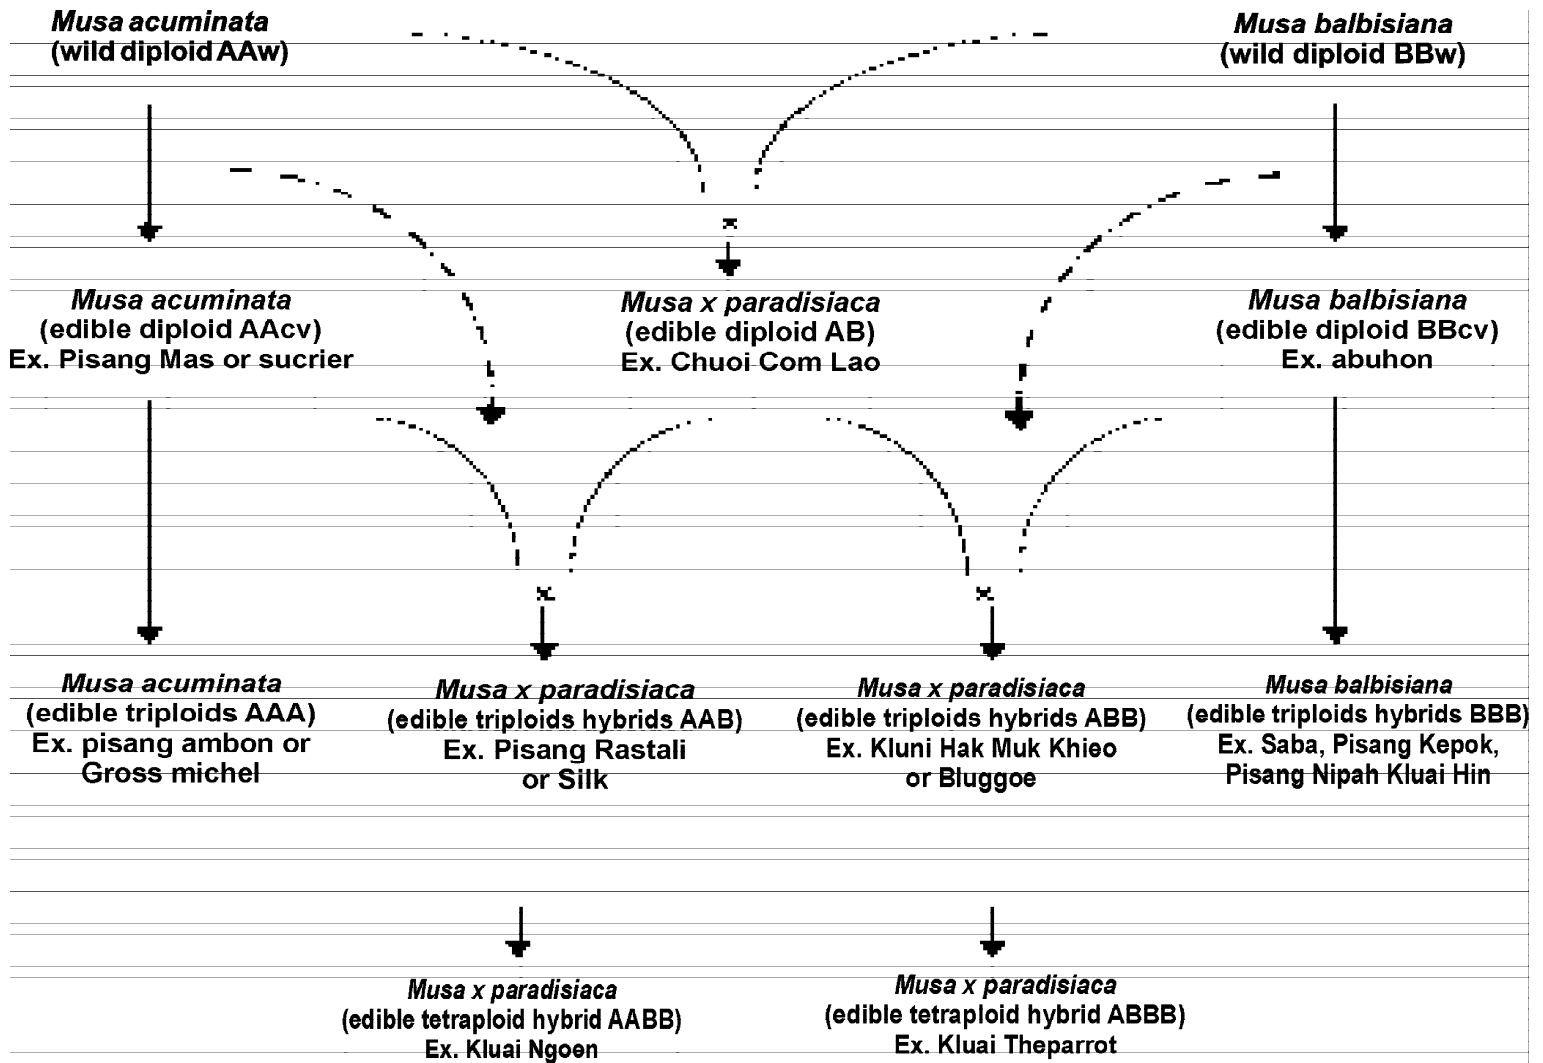 Musa acuminata
(wild diploid AAw)
Musa balbisiana
(wild diploid BBw)
x
Musa acuminata
(edible diploid AAcv)
Ex. Pisang Mas or sucrier
Musa x paradisiaca
(edible diploid AB)
Ex. Chuoi Com Lao
Musa balbisiana
(edible diploid BBcv)
Ex. abuhon
x
x
Musa acuminata
(edible triploids AAA)
Ex. pisang ambon or
Gross michel
Musa x paradisiaca
(edible triploids hybrids AAB)
Ex. Pisang Rastali
or Silk
Musa x paradisiaca
(edible triploids hybrids ABB)
Ex. Kluni Hak Muk Khieo
or Bluggoe
Musa balbisiana
(edible triploids hybrids BBB)
Ex. Saba, Pisang Kepok,
Pisang Nipah Kluai Hin
Musa x paradisiaca
(edible tetraploid hybrid AABB)
Ex. Kluai Ngoen
Musa x paradisiaca
(edible tetraploid hybrid ABBB)
Ex. Kluai Theparrot